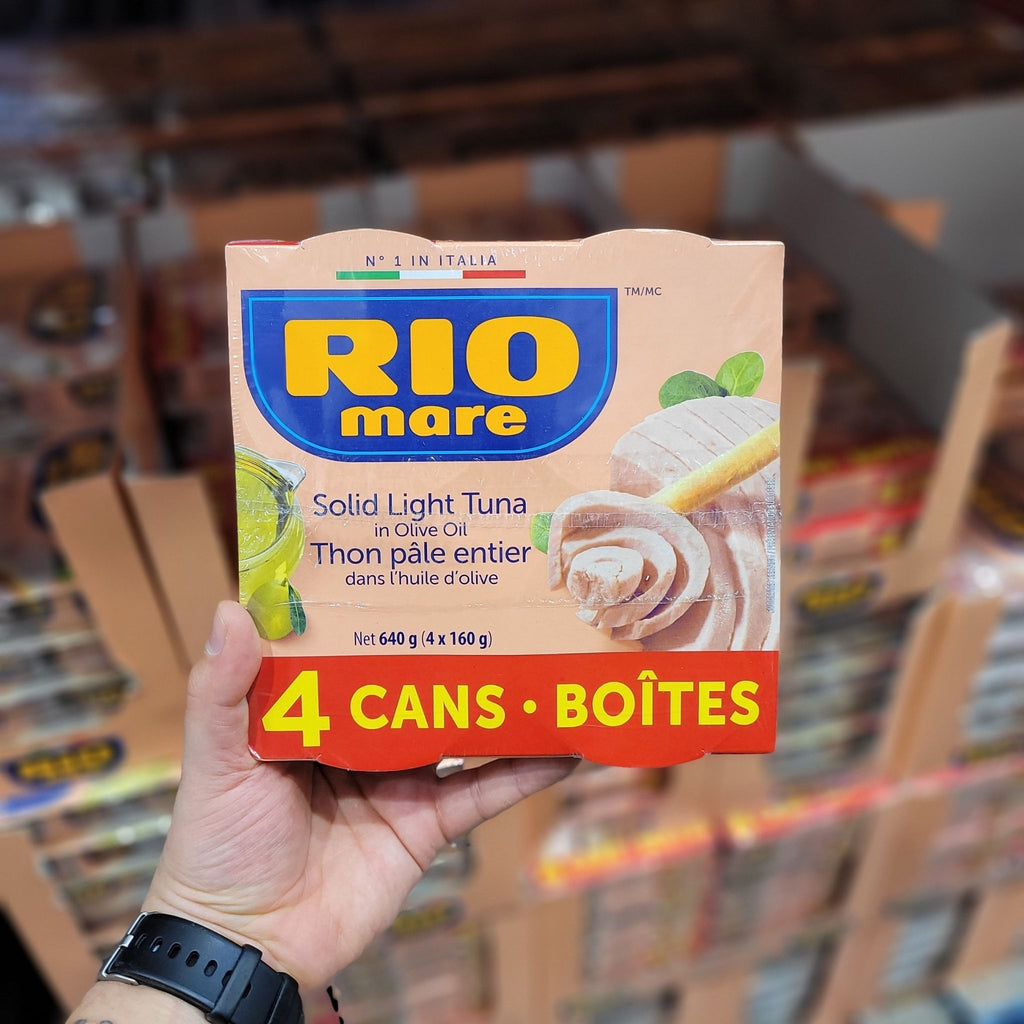 N° 1 IN ITALIA
RIO
mare
TM/MC
Solid Light Tuna
in Olive Oil
Thon pâle entier
dans l'huile d'olive
Net 640 g (4 x 160 g)
4 CANS • BOÎTES